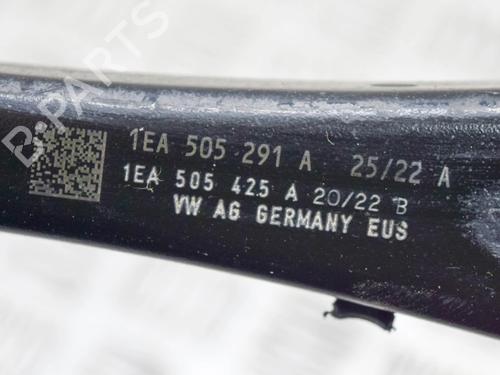 B-Parts
1EA 505 291 A 25/22 A
1EA 505 425 A 20/22 B
VW AG GERMANY EUS